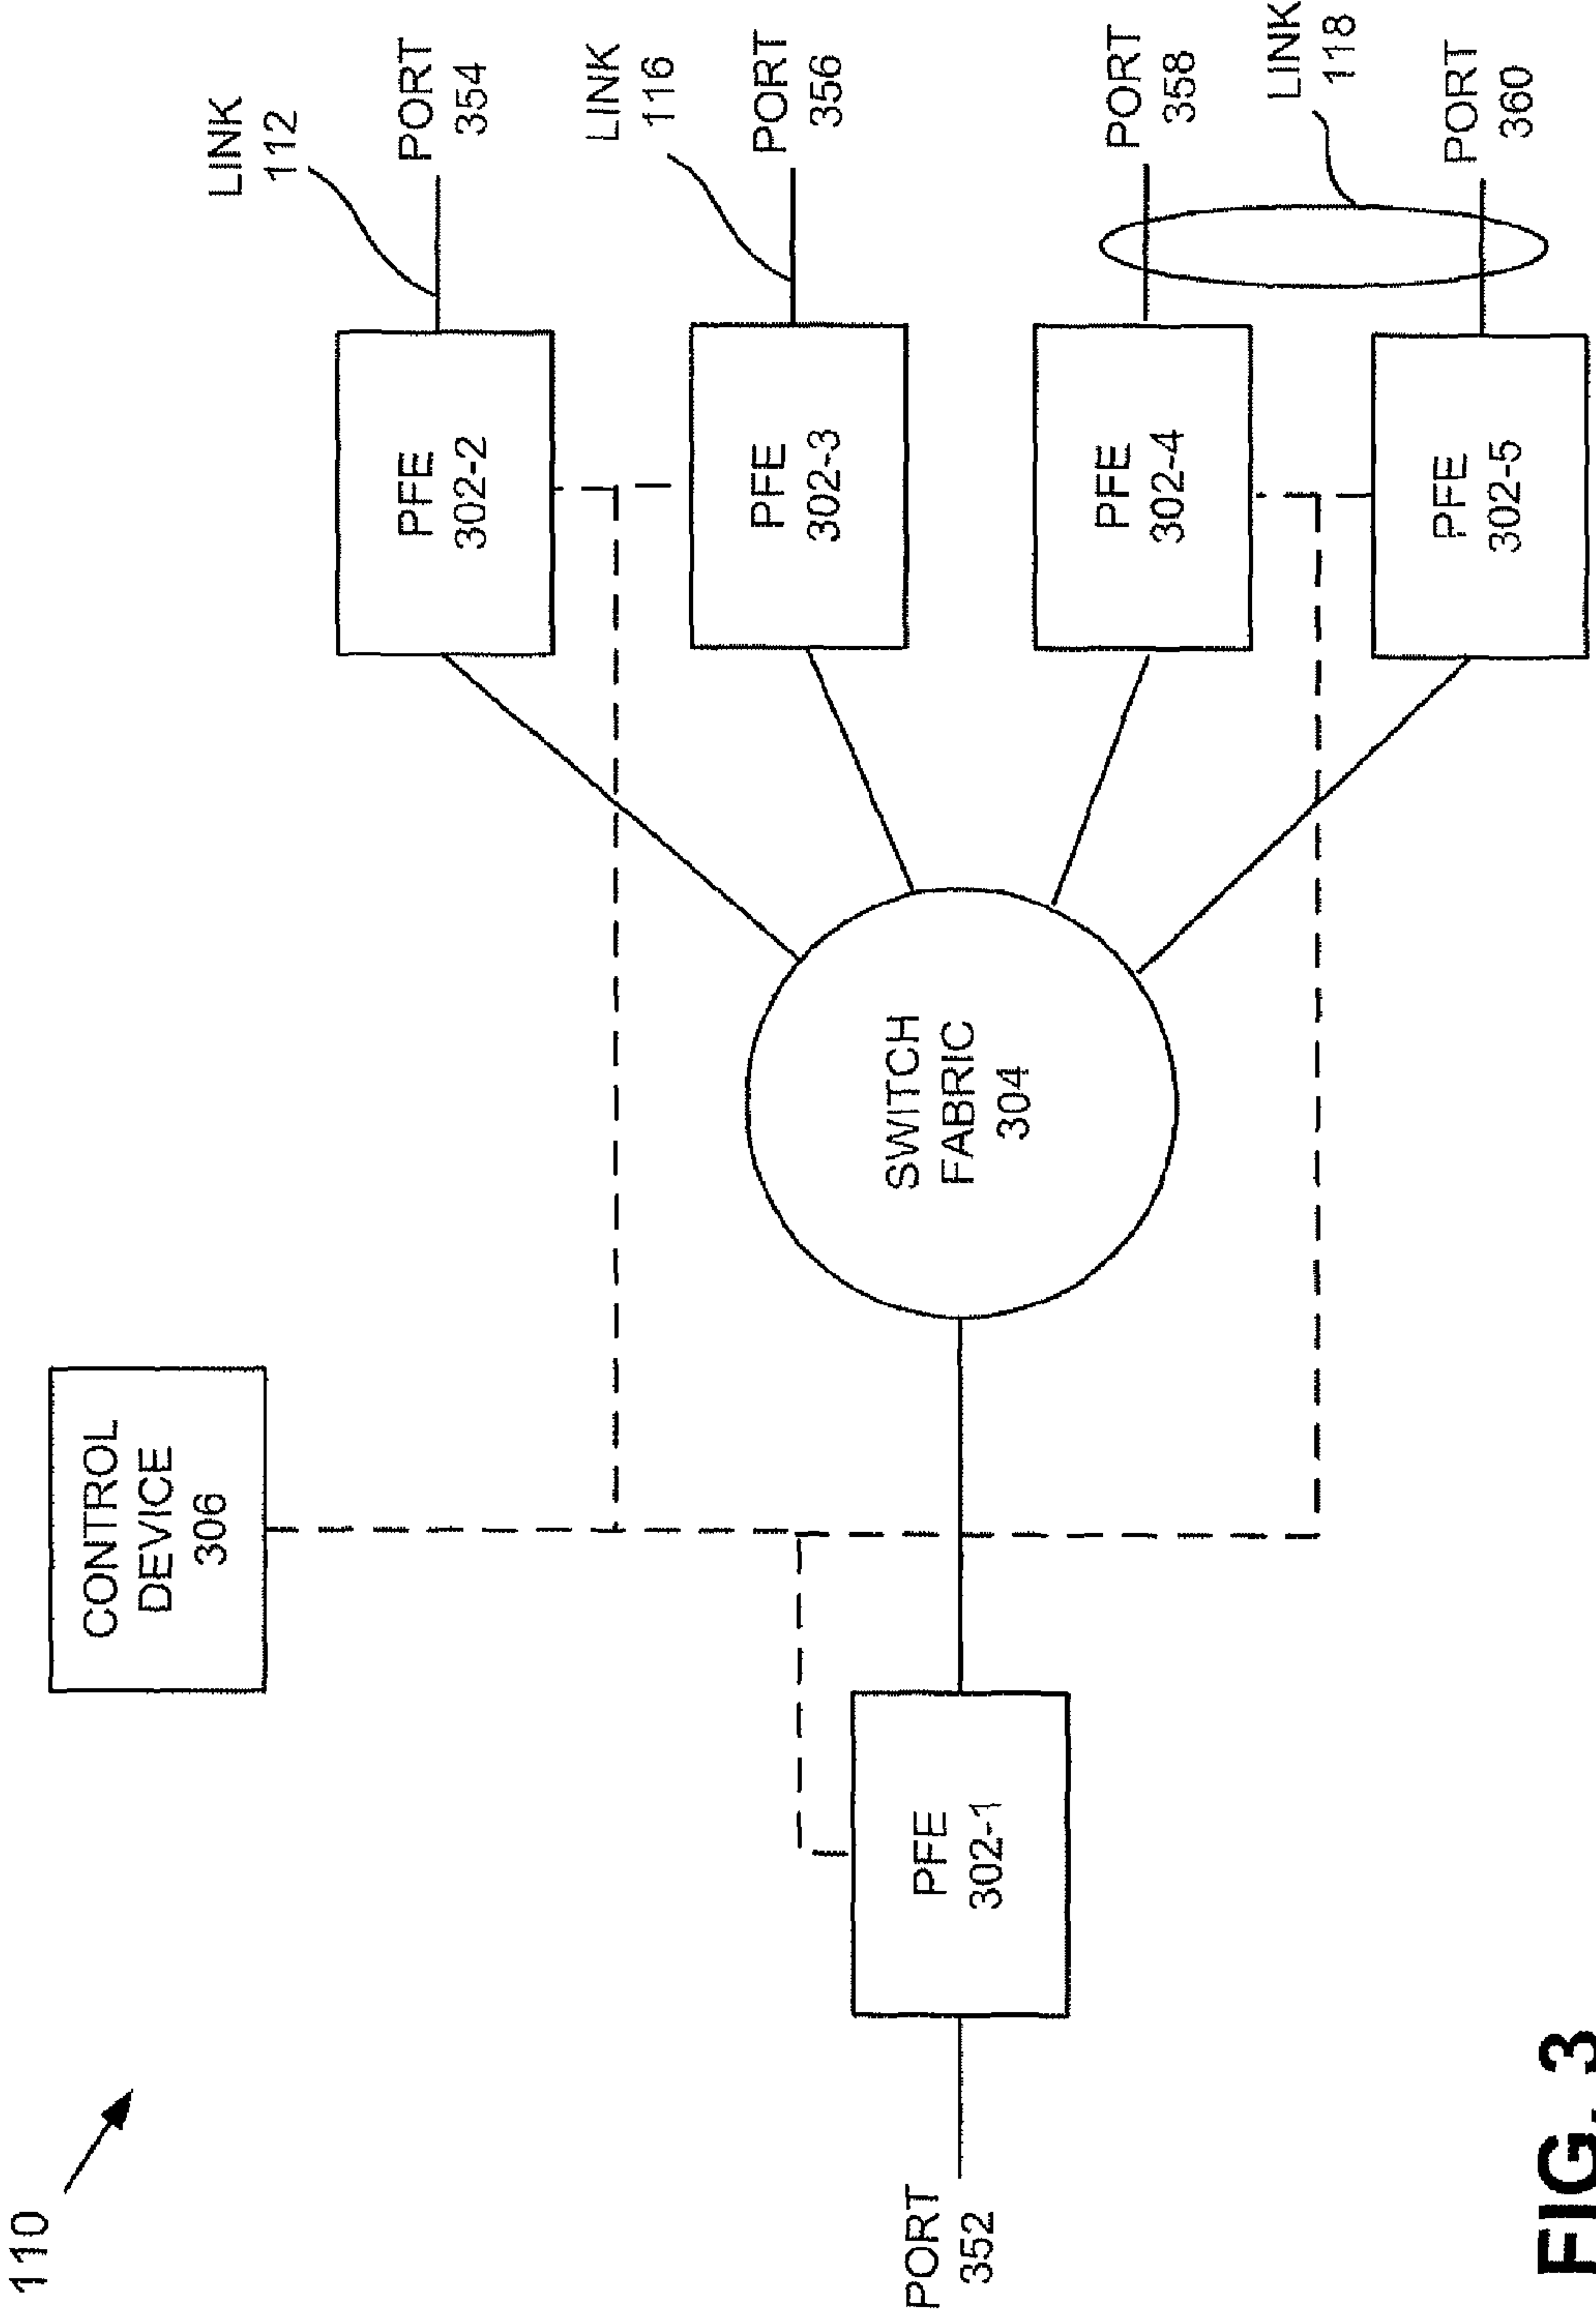 110
CONTROL
DEVICE
306
LINK
112
PORT
354
PFE
302-2
LINK
116
PORT
356
PFE
302-3
PORT
352
PFE
302-1
SWITCH
FABRIC
304
PORT
358
PFE
302-4
LINK
118
PORT
360
PFE
302-5
FIG. 3